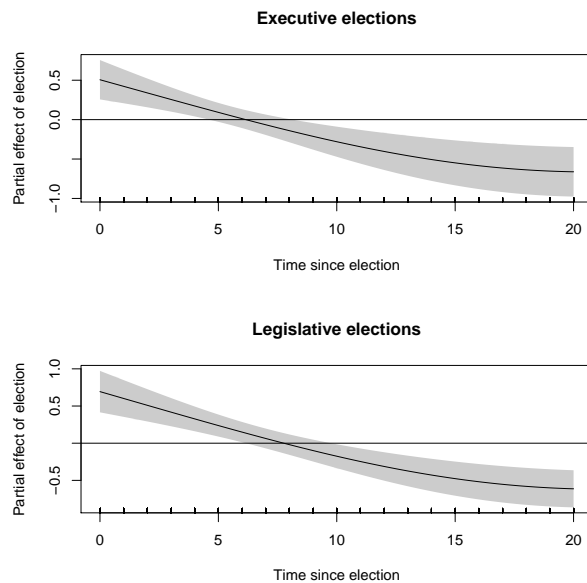 Executive elections
Partial effect of election
0.5
0.0
−1.0
0 5 10 15 20
Time since election
Legislative elections
Partial effect of election
1.0
0.5
−0.5
0 5 10 15 20
Time since election